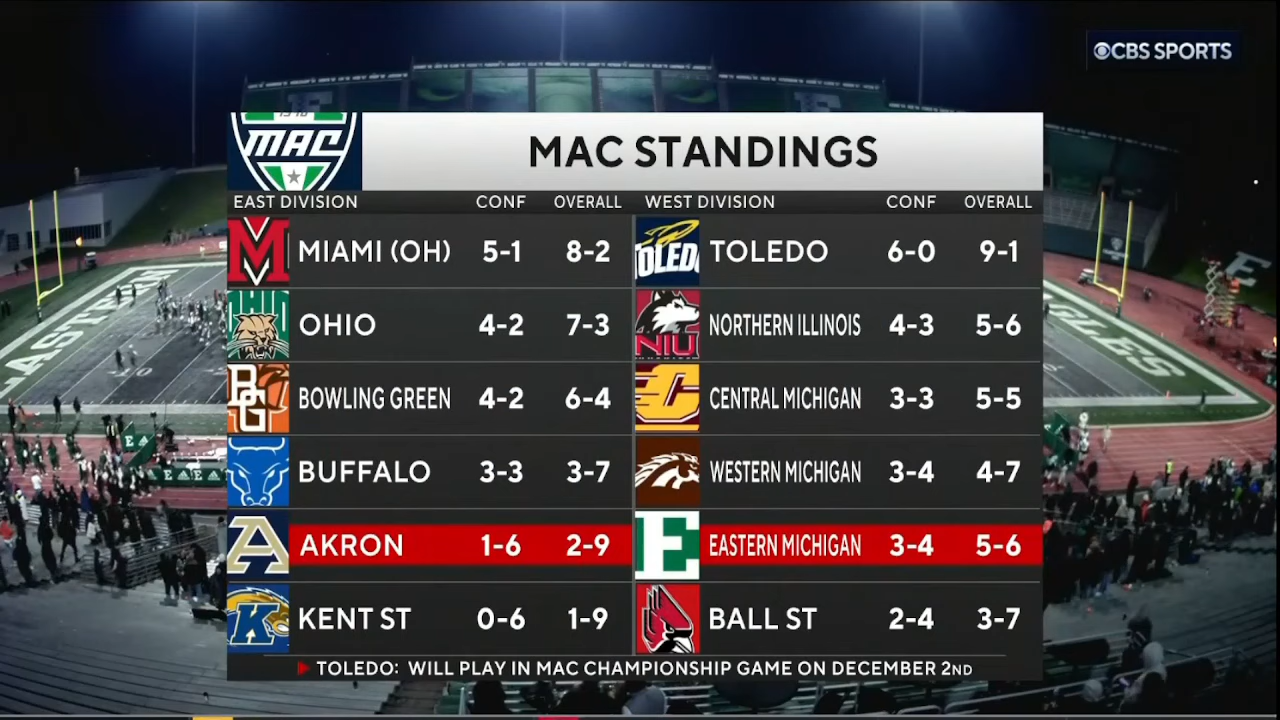 CBS SPORTS
MAC
MAC STANDINGS
EAST DIVISION CONF OVERALL
MIAMI (OH) 5-1 8-2
OHIO 4-2 7-3
BOWLING GREEN 4-2 6-4
BUFFALO 3-3 3-7
AKRON 1-6 2-9
KENT ST 0-6 1-9
WEST DIVISION CONF OVERALL
TOLEDO 6-0 9-1
NORTHERN ILLINOIS 4-3 5-6
CENTRAL MICHIGAN 3-3 5-5
WESTERN MICHIGAN 3-4 4-7
EASTERN MICHIGAN 3-4 5-6
BALL ST 2-4 3-7
TOLEDO: WILL PLAY IN MAC CHAMPIONSHIP GAME ON DECEMBER 2ND